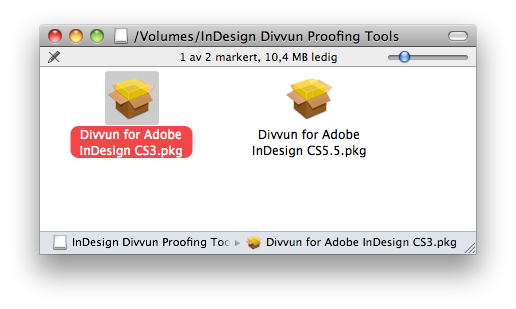 /Volumes/InDesign Divvun Proofing Tools
1 av 2 markert, 10,4 MB ledig
Divvun for Adobe
InDesign CS3.pkg
Divvun for Adobe
InDesign CS5.5.pkg
InDesign Divvun Proofing Too Divvun for Adobe InDesign CS3.pkg